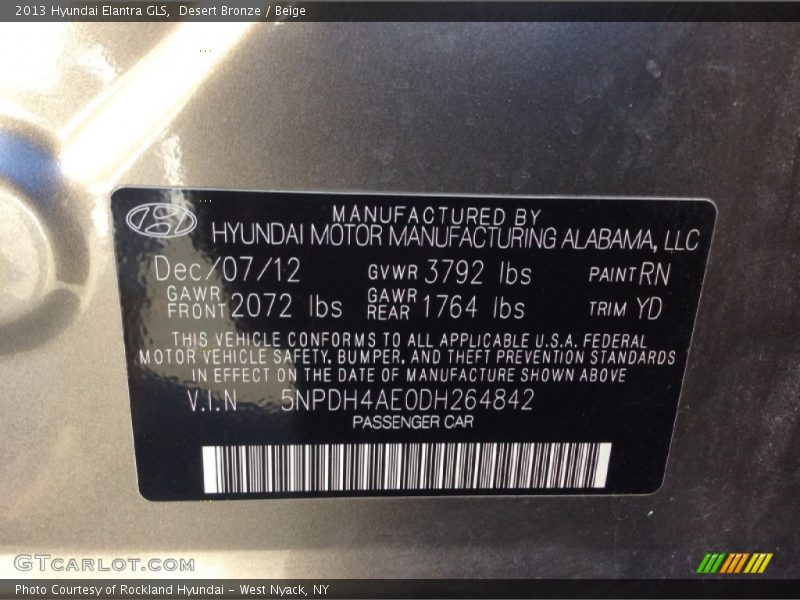 2013 Hyundai Elantra GLS, Desert Bronze / Beige
MANUFACTURED BY
HYUNDAI MOTOR MANUFACTURING ALABAMA, LLC
Dec/07/12 GVWR 3792 lbs PAINT RN
GAWR FRONT 2072 lbs GAWR REAR 1764 lbs TRIM YD
THIS VEHICLE CONFORMS TO ALL APPLICABLE U.S.A. FEDERAL
MOTOR VEHICLE SAFETY, BUMPER, AND THEFT PREVENTION STANDARDS
IN EFFECT ON THE DATE OF MANUFACTURE SHOWN ABOVE
V.I.N 5NPDH4AE0DH264842
PASSENGER CAR
GTCARLOT.COM
Photo Courtesy of Rockland Hyundai - West Nyack, NY